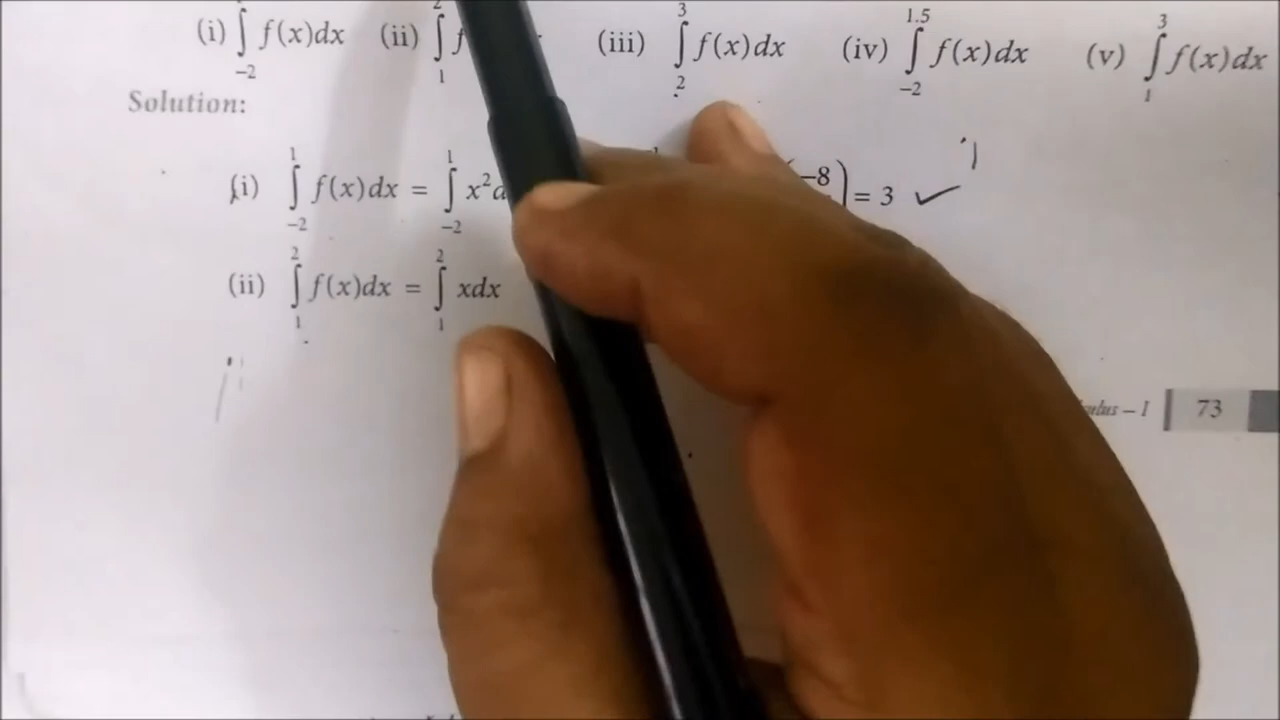 (i) ∫_{-2} f(x)dx (ii) ∫_{1}^{2} f (iii) ∫_{2}^{3} f(x)dx (iv) ∫_{-2}^{1.5} f(x)dx (v) ∫_{1}^{3} f(x)dx
Solution:
(i) ∫_{-2}^{1} f(x)dx = ∫_{-2}^{1} x² –8) = 3 ✓
(ii) ∫_{1}^{2} f(x)dx = ∫_{1}^{2} xdx
– I 73